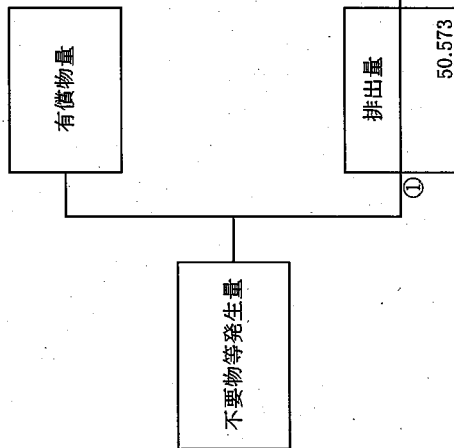 有償物量
不要物等発生量
排出量
①
50.573